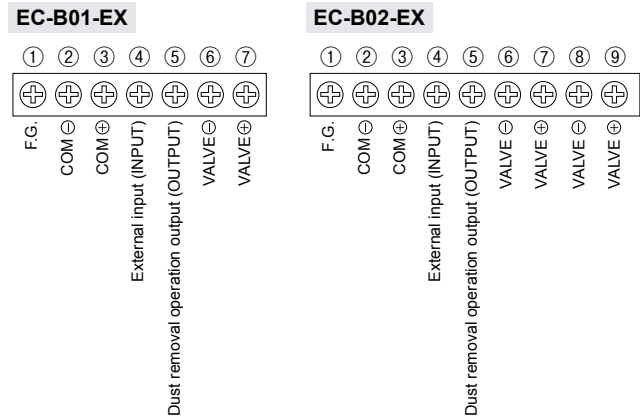 EC-B01-EX
① ② ③ ④ ⑤ ⑥ ⑦
F.G.
COM ⊖
COM ⊕
External input (INPUT)
Dust removal operation output (OUTPUT)
VALVE ⊖
VALVE ⊕
EC-B02-EX
① ② ③ ④ ⑤ ⑥ ⑦ ⑧ ⑨
F.G.
COM ⊖
COM ⊕
External input (INPUT)
Dust removal operation output (OUTPUT)
VALVE ⊖
VALVE ⊕
VALVE ⊖
VALVE ⊕